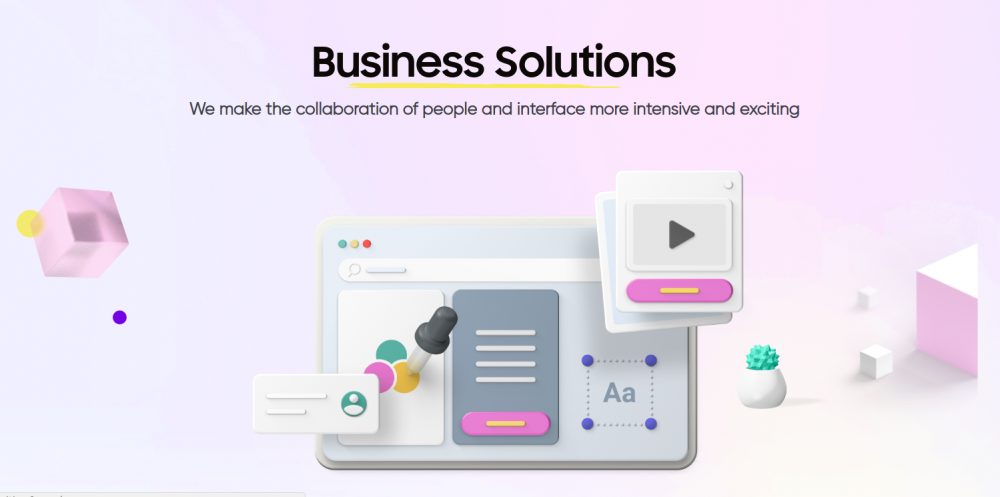 Business Solutions
We make the collaboration of people and interface more intensive and exciting
Aa